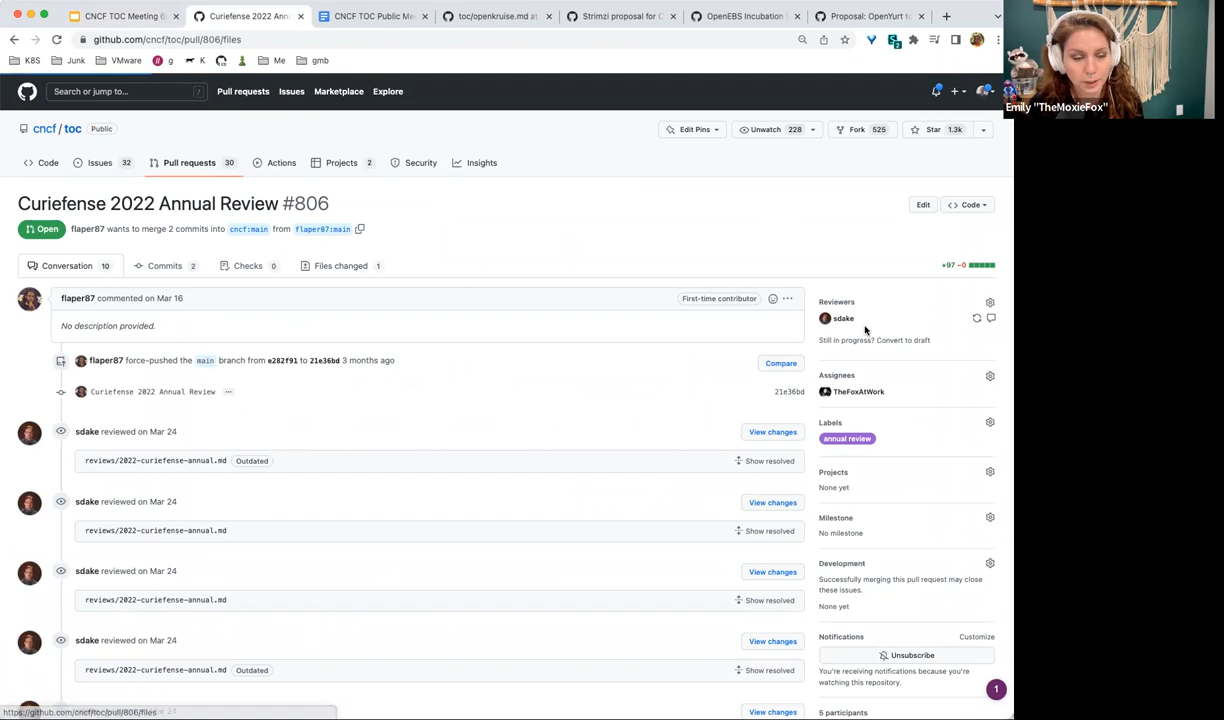 CNCF TOC Meeting 6
Curiefense 2022 Ann
CNCF TOC Public Me
toc/openkruise.md at
Strimzi proposal for C
OpenEBS Incubation
Proposal: OpenYurt to
github.com/cncf/toc/pull/806/files
K8S
Junk
VMware
g
K
Me
gmb
Emily "TheMoxieFox"
Search or jump to...
/
Pull requests
Issues
Marketplace
Explore
cncf / toc
Public
Edit Pins
Unwatch 228
Fork 525
Star 1.3k
Code
Issues 32
Pull requests 30
Actions
Projects 2
Security
Insights
Curiefense 2022 Annual Review #806
Edit
Code
Open
flaper87 wants to merge 2 commits into cncf:main from flaper87:main
Conversation 10
Commits 2
Checks 0
Files changed 1
+97 −0
flaper87 commented on Mar 16
First-time contributor
No description provided.
flaper87 force-pushed the main branch from e282f91 to 21e36bd 3 months ago
Compare
Curiefense 2022 Annual Review
21e36bd
sdake reviewed on Mar 24
View changes
reviews/2022-curiefense-annual.md Outdated
Show resolved
sdake reviewed on Mar 24
View changes
reviews/2022-curiefense-annual.md
Show resolved
sdake reviewed on Mar 24
View changes
reviews/2022-curiefense-annual.md
Show resolved
sdake reviewed on Mar 24
View changes
reviews/2022-curiefense-annual.md Outdated
Show resolved
View changes
Reviewers
sdake
Still in progress? Convert to draft
Assignees
TheFoxAtWork
Labels
annual review
Projects
None yet
Milestone
No milestone
Development
Successfully merging this pull request may close
these issues.
None yet
Notifications
Customize
Unsubscribe
You're receiving notifications because you're
watching this repository.
1
5 participants
https://github.com/cncf/toc/pull/806/files